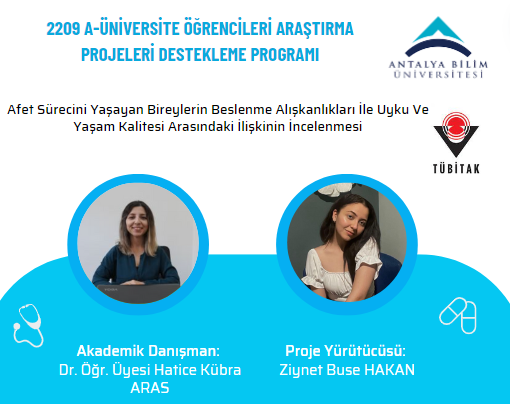 2209 A-ÜNİVERSİTE ÖĞRENCİLERİ ARAŞTIRMA
PROJELERİ DESTEKLEME PROGRAMI
ANTALYA BİLİM
ÜNİVERSİTESİ
Afet Sürecini Yaşayan Bireylerin Beslenme Alışkanlıkları İle Uyku Ve
Yaşam Kalitesi Arasındaki İlişkinin İncelenmesi
TÜBİTAK
Akademik Danışman:
Dr. Öğr. Üyesi Hatice Kübra
ARAS
Proje Yürütücüsü:
Ziynet Buse HAKAN